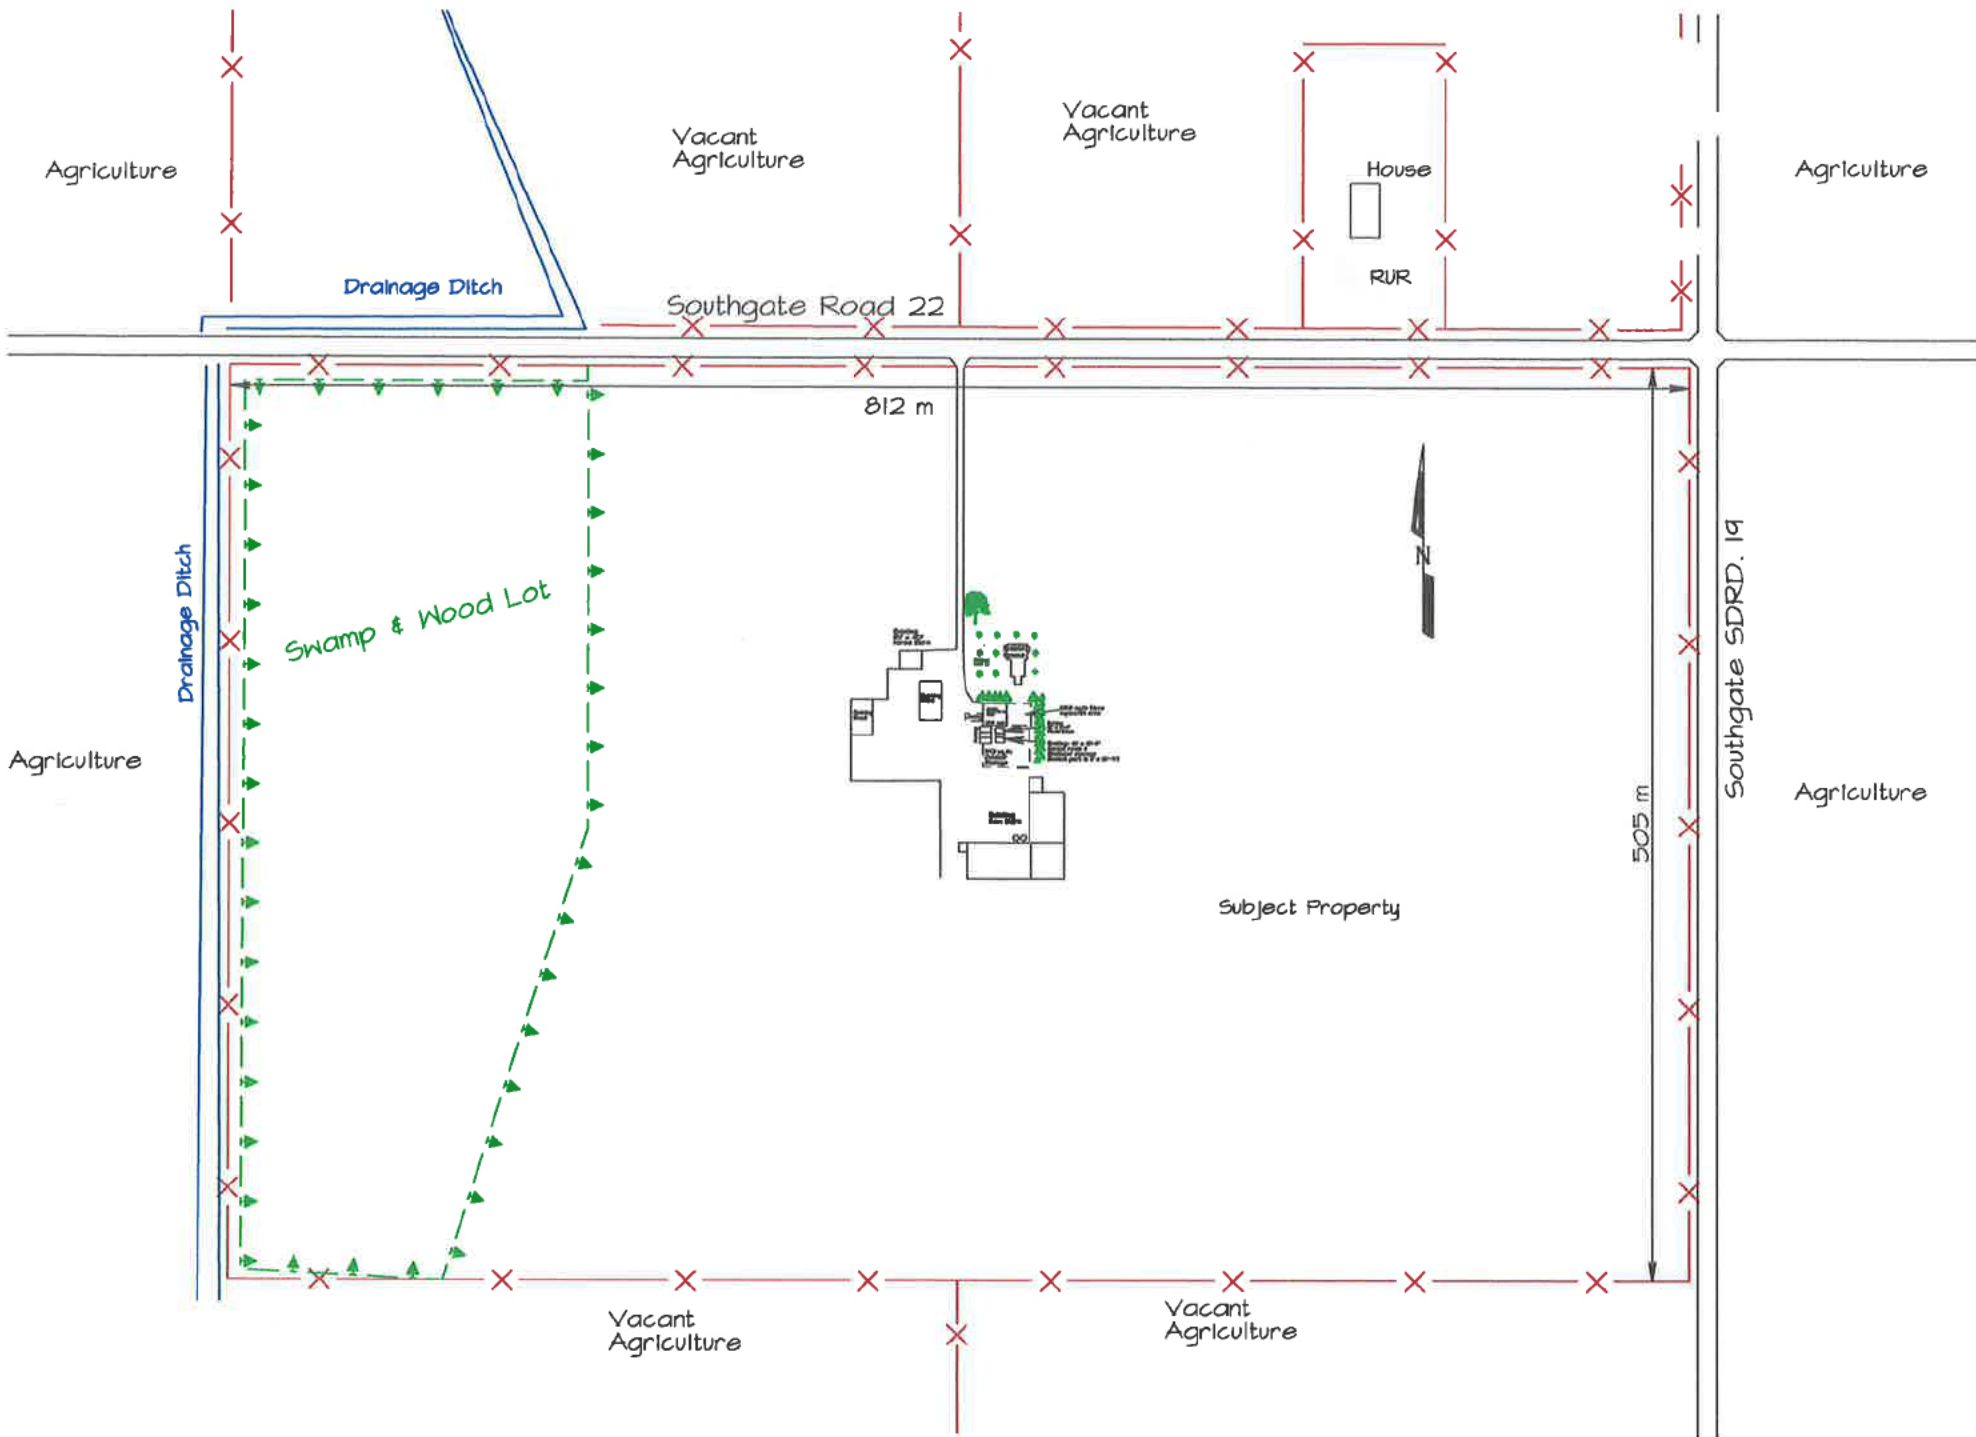 Vacant
Agriculture
Vacant
Agriculture
Agriculture
House
Agriculture
RUR
Drainage Ditch
Southgate Road 22
812 m
N
Southgate SDRD. 19
Drainage Ditch
Swamp & Wood Lot
Agriculture
505 m
Agriculture
Subject Property
Vacant
Agriculture
Vacant
Agriculture